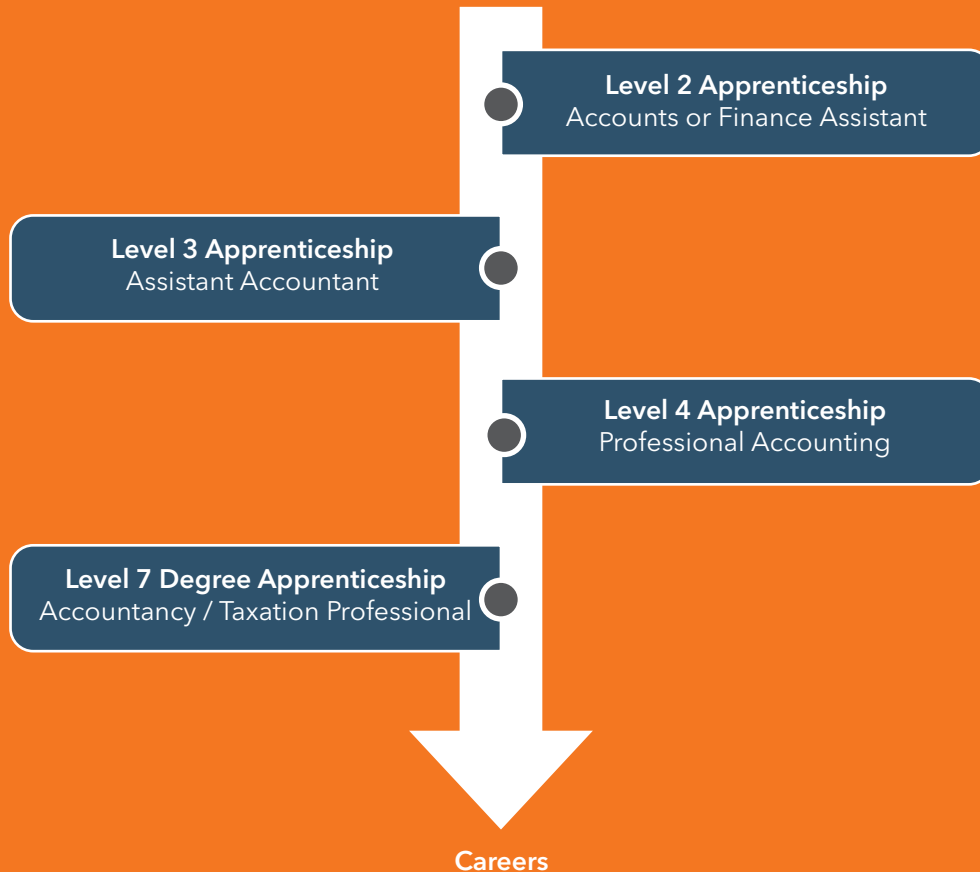 Level 2 Apprenticeship
Accounts or Finance Assistant
Level 3 Apprenticeship
Assistant Accountant
Level 4 Apprenticeship
Professional Accounting
Level 7 Degree Apprenticeship
Accountancy / Taxation Professional
Careers